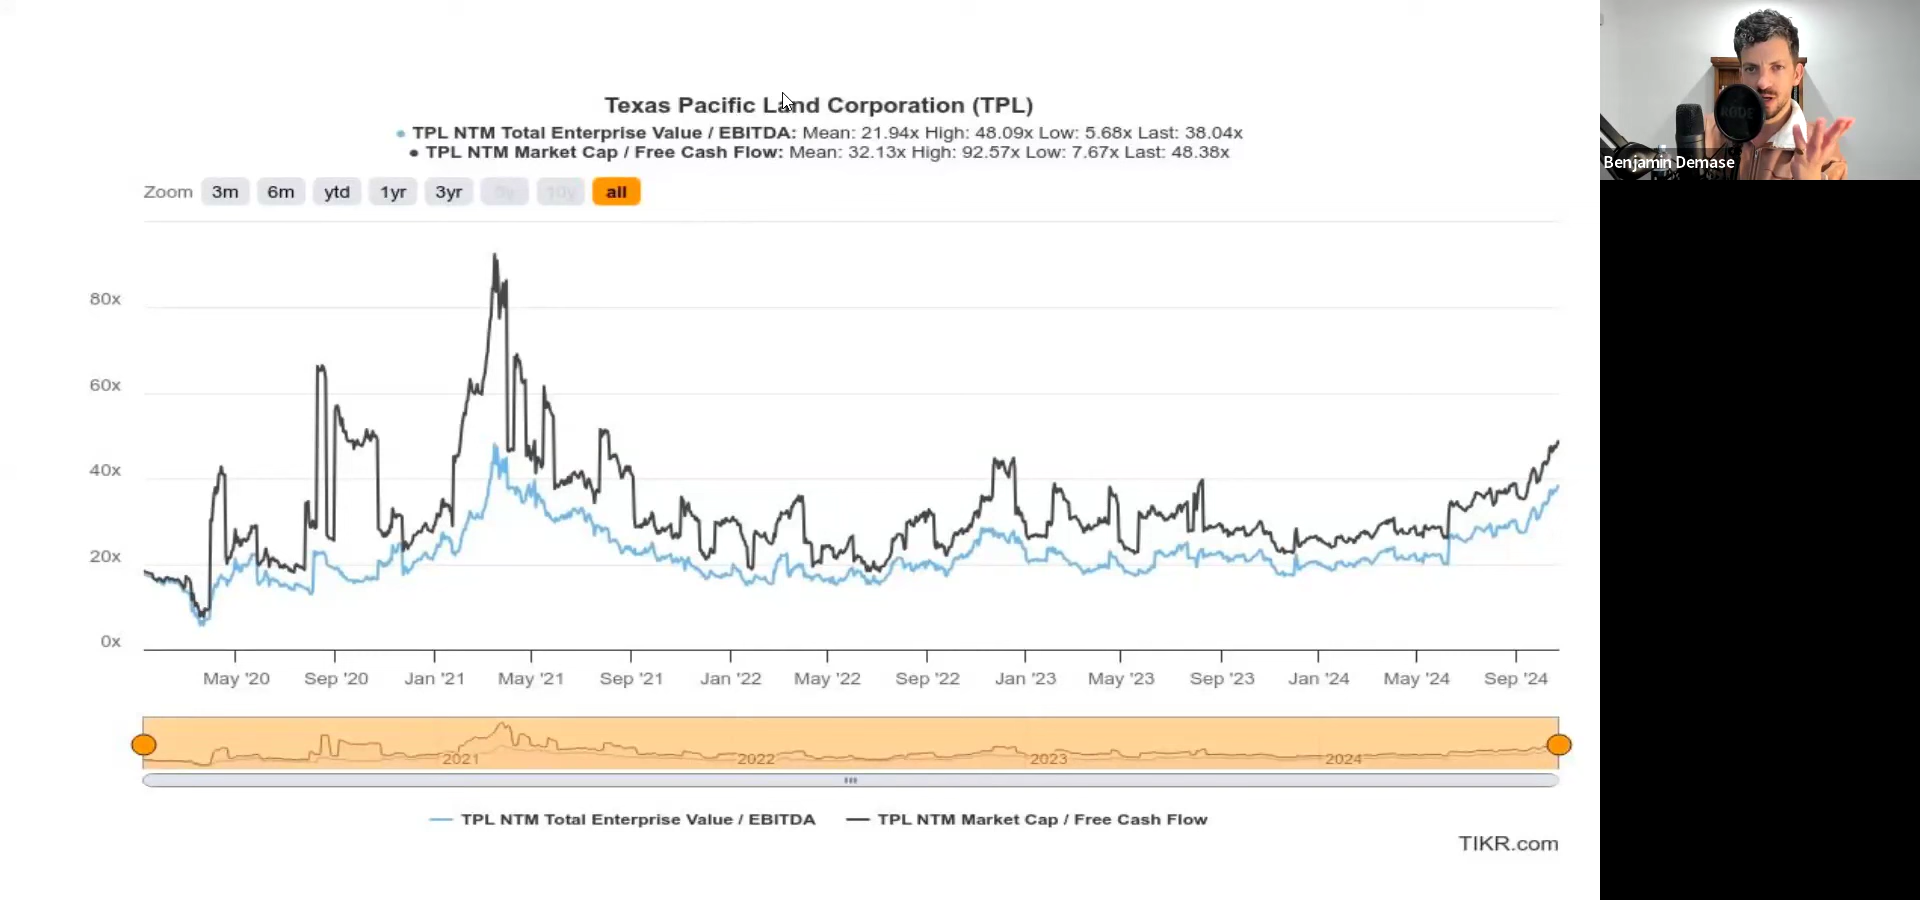 Texas Pacific Land Corporation (TPL)
TPL NTM Total Enterprise Value / EBITDA: Mean: 21.94x High: 48.09x Low: 5.68x Last: 38.04x
TPL NTM Market Cap / Free Cash Flow: Mean: 32.13x High: 92.57x Low: 7.67x Last: 48.38x
Zoom 3m 6m ytd 1yr 3yr 5y 10y all
80x
60x
40x
20x
0x
May '20 Sep '20 Jan '21 May '21 Sep '21 Jan '22 May '22 Sep '22 Jan '23 May '23 Sep '23 Jan '24 May '24 Sep '24
2021 2022 2023 2024
TPL NTM Total Enterprise Value / EBITDA TPL NTM Market Cap / Free Cash Flow
TIKR.com
RODE
Benjamin Demase